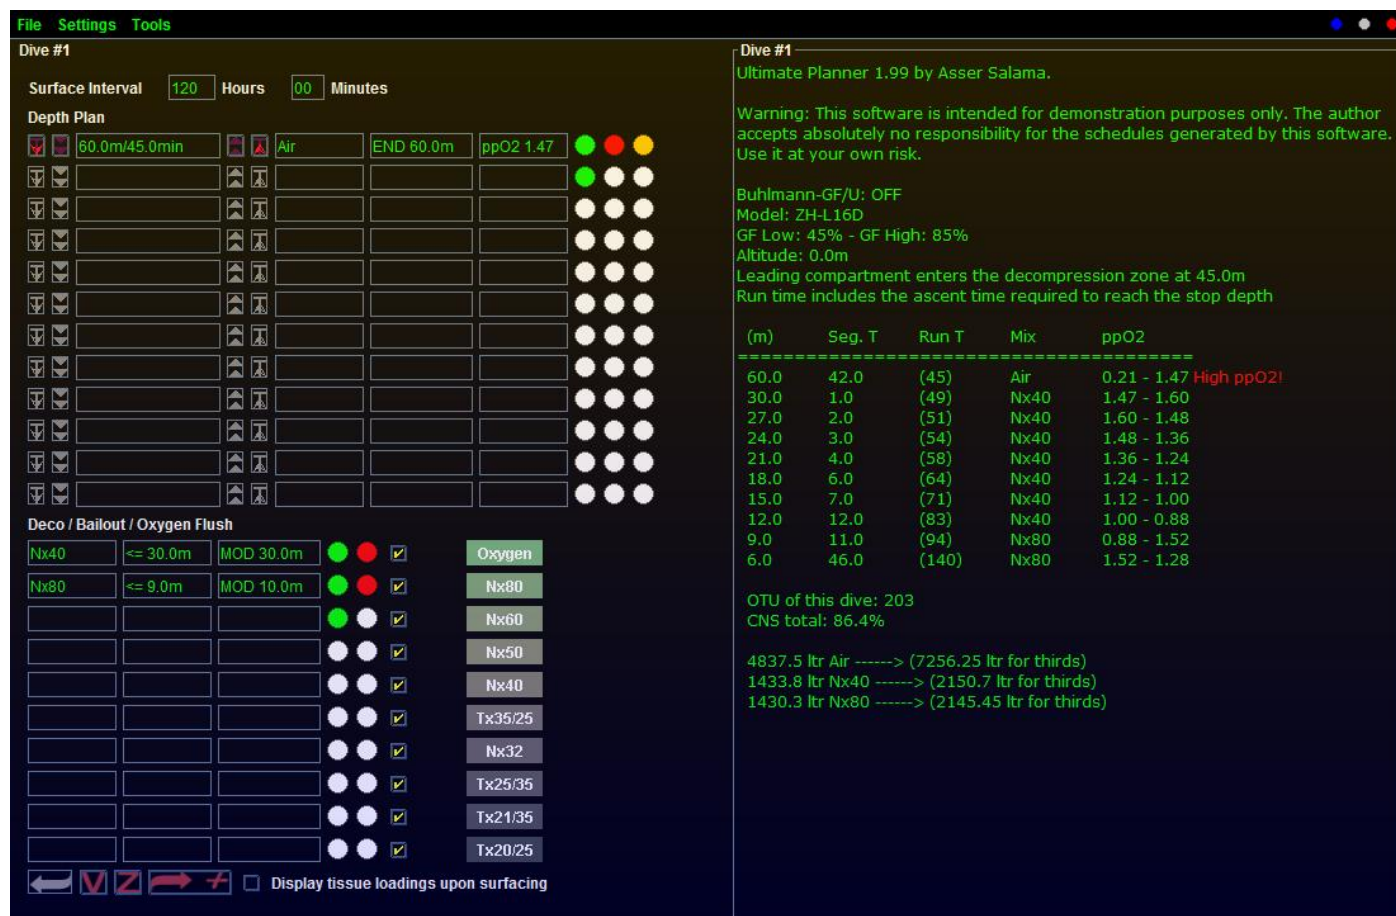 File Settings Tools
Dive #1
Surface Interval 120 Hours 00 Minutes
Depth Plan
60.0m/45.0min Air END 60.0m ppO2 1.47
Deco / Bailout / Oxygen Flush
Nx40 <= 30.0m MOD 30.0m Oxygen
Nx80 <= 9.0m MOD 10.0m Nx80
Nx60
Nx50
Nx40
Tx35/25
Nx32
Tx25/35
Tx21/35
Tx20/25
V Z
Display tissue loadings upon surfacing
Dive #1
Ultimate Planner 1.99 by Asser Salama.
Warning: This software is intended for demonstration purposes only. The author
accepts absolutely no responsibility for the schedules generated by this software.
Use it at your own risk.
Buhlmann-GF/U: OFF
Model: ZH-L16D
GF Low: 45% - GF High: 85%
Altitude: 0.0m
Leading compartment enters the decompression zone at 45.0m
Run time includes the ascent time required to reach the stop depth
(m) Seg. T Run T Mix ppO2
========================================
60.0 42.0 (45) Air 0.21 - 1.47 High ppO2!
30.0 1.0 (49) Nx40 1.47 - 1.60
27.0 2.0 (51) Nx40 1.60 - 1.48
24.0 3.0 (54) Nx40 1.48 - 1.36
21.0 4.0 (58) Nx40 1.36 - 1.24
18.0 6.0 (64) Nx40 1.24 - 1.12
15.0 7.0 (71) Nx40 1.12 - 1.00
12.0 12.0 (83) Nx40 1.00 - 0.88
9.0 11.0 (94) Nx80 0.88 - 1.52
6.0 46.0 (140) Nx80 1.52 - 1.28
OTU of this dive: 203
CNS total: 86.4%
4837.5 ltr Air ------> (7256.25 ltr for thirds)
1433.8 ltr Nx40 ------> (2150.7 ltr for thirds)
1430.3 ltr Nx80 ------> (2145.45 ltr for thirds)